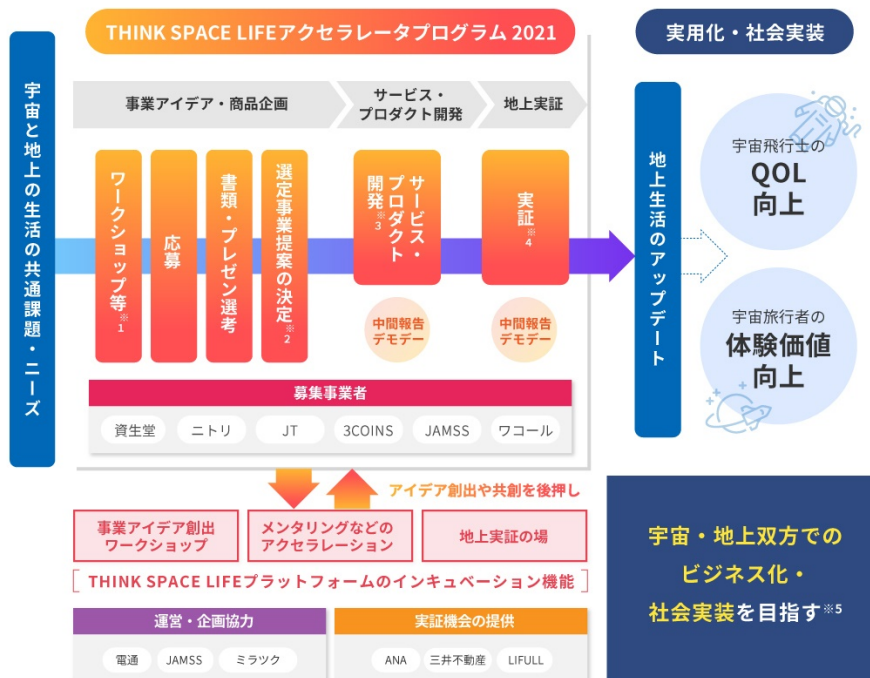 THINK SPACE LIFEアクセラレータプログラム 2021
実用化・社会実装
宇宙と地上の生活の共通課題・ニーズ
事業アイデア・商品企画
サービス・
プロダクト開発
地上実証
ワークショップ等※1
応募
書類・プレゼン選考
選定事業提案の決定※2
サービス・
プロダクト
開発※3
実証※4
中間報告
デモデー
中間報告
デモデー
募集事業者
資生堂
ニトリ
JT
3COINS
JAMSS
ワコール
地上生活のアップデート
宇宙飛行士の
QOL
向上
宇宙旅行者の
体験価値
向上
アイデア創出や共創を後押し
事業アイデア創出
ワークショップ
メンタリングなどの
アクセラレーション
地上実証の場
[ THINK SPACE LIFEプラットフォームのインキュベーション機能 ]
運営・企画協力
電通
JAMSS
ミラツク
実証機会の提供
ANA
三井不動産
LIFULL
宇宙・地上双方での
ビジネス化・
社会実装を目指す※5